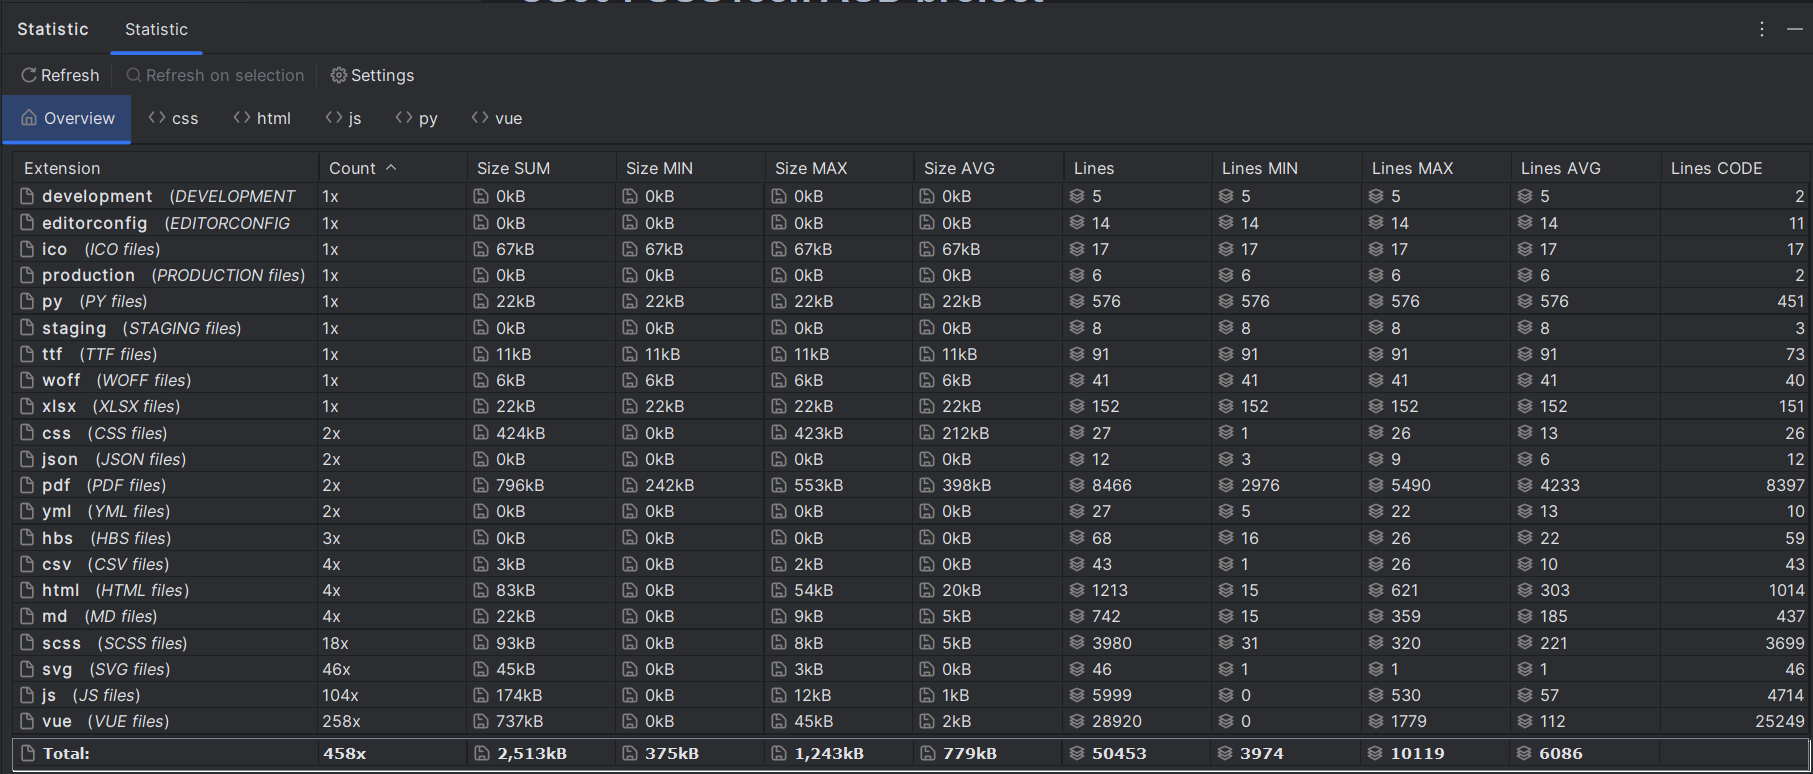 Statistic Statistic
Refresh Refresh on selection Settings
Overview css html js py vue
Extension Count Size SUM Size MIN Size MAX Size AVG Lines Lines MIN Lines MAX Lines AVG Lines CODE
development (DEVELOPMENT 1x 0kB 0kB 0kB 0kB 5 5 5 5 2
editorconfig (EDITORCONFIG 1x 0kB 0kB 0kB 0kB 14 14 14 14 11
ico (ICO files) 1x 67kB 67kB 67kB 67kB 17 17 17 17 17
production (PRODUCTION files) 1x 0kB 0kB 0kB 0kB 6 6 6 6 2
py (PY files) 1x 22kB 22kB 22kB 22kB 576 576 576 576 451
staging (STAGING files) 1x 0kB 0kB 0kB 0kB 8 8 8 8 3
ttf (TTF files) 1x 11kB 11kB 11kB 11kB 91 91 91 91 73
woff (WOFF files) 1x 6kB 6kB 6kB 6kB 41 41 41 41 40
xlsx (XLSX files) 1x 22kB 22kB 22kB 22kB 152 152 152 152 151
css (CSS files) 2x 424kB 0kB 423kB 212kB 27 1 26 13 26
json (JSON files) 2x 0kB 0kB 0kB 0kB 12 3 9 6 12
pdf (PDF files) 2x 796kB 242kB 553kB 398kB 8466 2976 5490 4233 8397
yml (YML files) 2x 0kB 0kB 0kB 0kB 27 5 22 13 10
hbs (HBS files) 3x 0kB 0kB 0kB 0kB 68 16 26 22 59
csv (CSV files) 4x 3kB 0kB 2kB 0kB 43 1 26 10 43
html (HTML files) 4x 83kB 0kB 54kB 20kB 1213 15 621 303 1014
md (MD files) 4x 22kB 0kB 9kB 5kB 742 15 359 185 437
scss (SCSS files) 18x 93kB 0kB 8kB 5kB 3980 31 320 221 3699
svg (SVG files) 46x 45kB 0kB 3kB 0kB 46 1 1 1 46
js (JS files) 104x 174kB 0kB 12kB 1kB 5999 0 530 57 4714
vue (VUE files) 258x 737kB 0kB 45kB 2kB 28920 0 1779 112 25249
Total: 458x 2,513kB 375kB 1,243kB 779kB 50453 3974 10119 6086